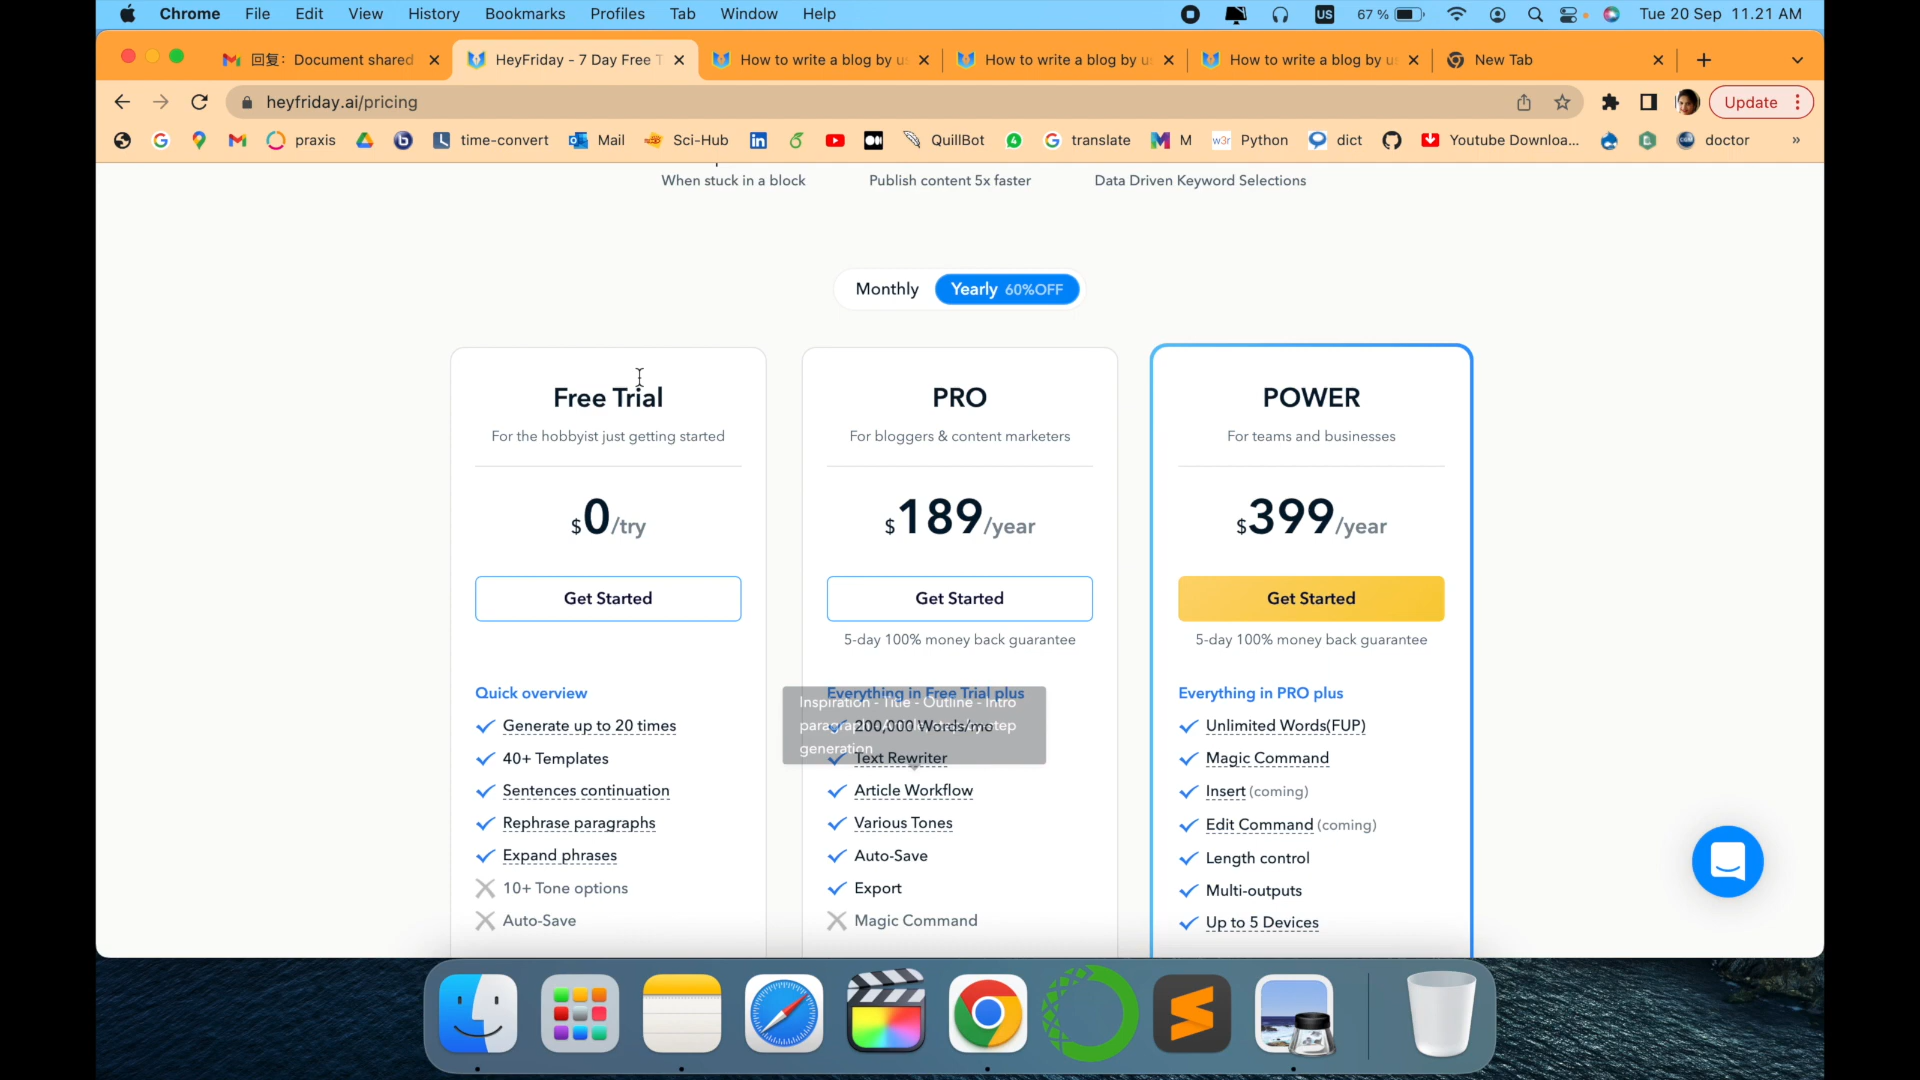 Chrome File Edit View History Bookmarks Profiles Tab Window Help US 67 % Tue 20 Sep 11.21 AM
回复: Document shared HeyFriday - 7 Day Free T How to write a blog by u How to write a blog by u How to write a blog by u New Tab
heyfriday.ai/pricing Update
praxis time-convert Mail Sci-Hub QuillBot translate M Python dict Youtube Downloa... doctor »
When stuck in a block Publish content 5x faster Data Driven Keyword Selections
Monthly Yearly 60%OFF
Free Trial
For the hobbyist just getting started
$0/try
Get Started
Quick overview
Generate up to 20 times
40+ Templates
Sentences continuation
Rephrase paragraphs
Expand phrases
10+ Tone options
Auto-Save
PRO
For bloggers & content marketers
$189/year
Get Started
5-day 100% money back guarantee
Everything in Free Trial plus
Inspiration - Title - Outline - Intro
200,000 Words/mo
generation
Text Rewriter
Article Workflow
Various Tones
Auto-Save
Export
Magic Command
POWER
For teams and businesses
$399/year
Get Started
5-day 100% money back guarantee
Everything in PRO plus
Unlimited Words(FUP)
Magic Command
Insert (coming)
Edit Command (coming)
Length control
Multi-outputs
Up to 5 Devices